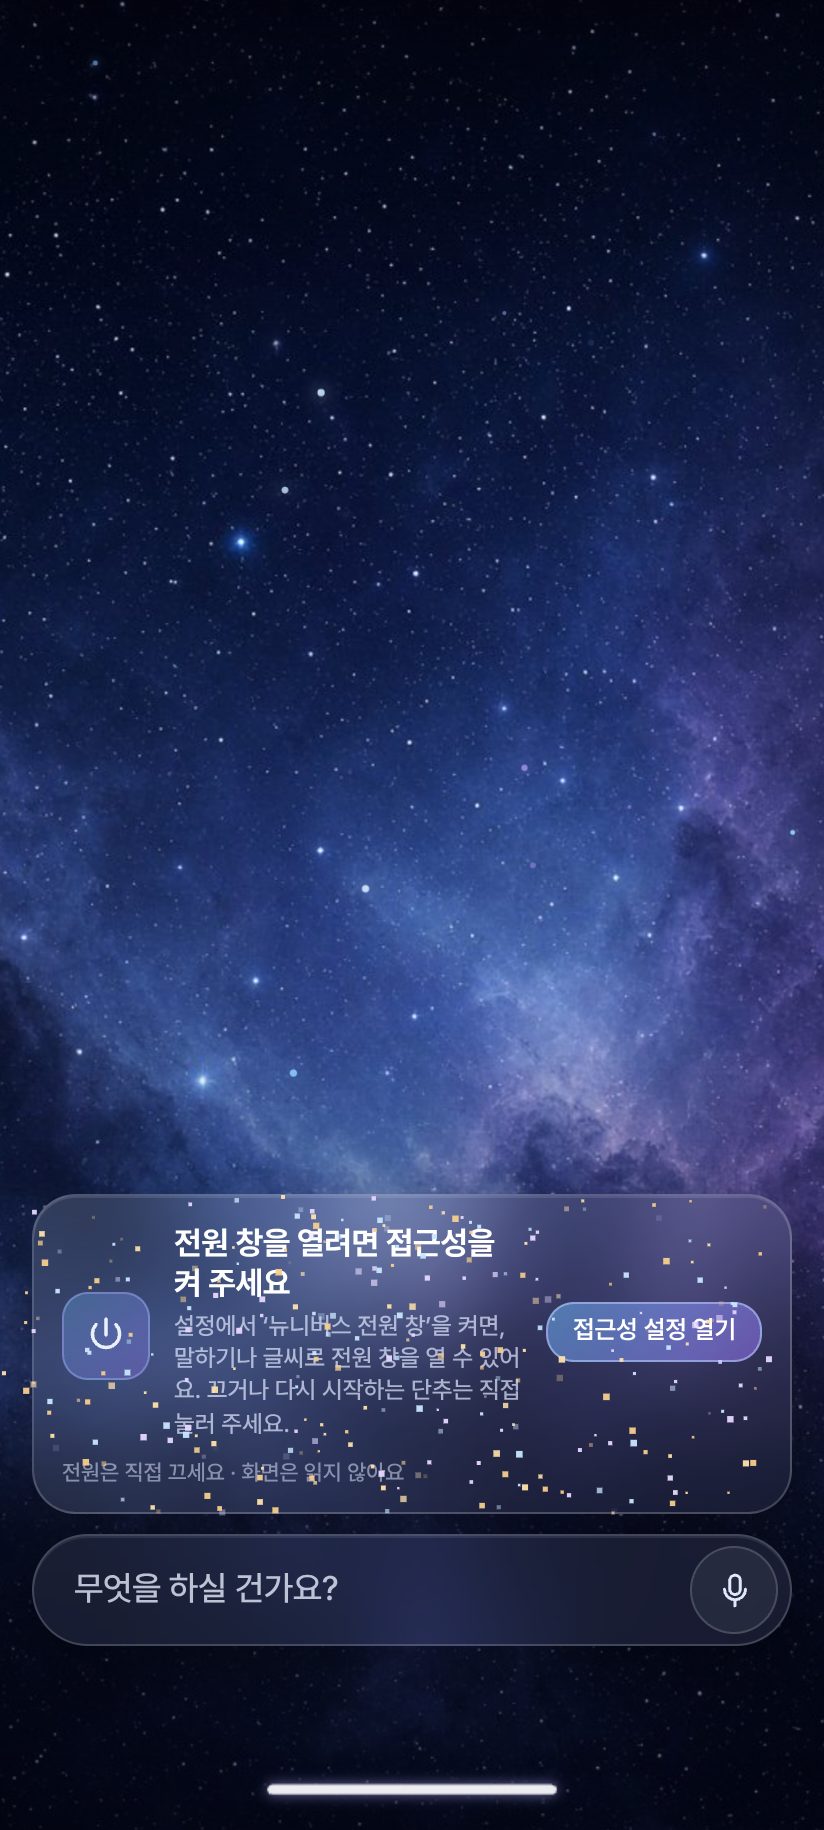 전원 창을 열려면 접근성을
켜 주세요
설정에서 ‘뉴니버스 전원 창’을 켜면,
말하기나 글씨로 전원 창을 열 수 있어
요. 끄거나 다시 시작하는 단추는 직접
눌러 주세요.
접근성 설정 열기
전원은 직접 끄세요 · 화면은 읽지 않아요
무엇을 하실 건가요?